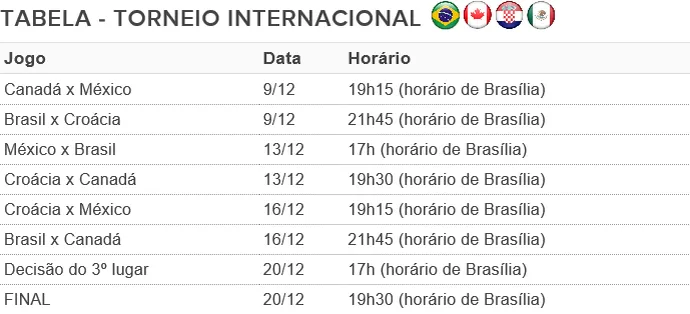 TABELA - TORNEIO INTERNACIONAL
Jogo Data Horário
Canadá x México 9/12 19h15 (horário de Brasília)
Brasil x Croácia 9/12 21h45 (horário de Brasília)
México x Brasil 13/12 17h (horário de Brasília)
Croácia x Canadá 13/12 19h30 (horário de Brasília)
Croácia x México 16/12 19h15 (horário de Brasília)
Brasil x Canadá 16/12 21h45 (horário de Brasília)
Decisão do 3º lugar 20/12 17h (horário de Brasília)
FINAL 20/12 19h30 (horário de Brasília)